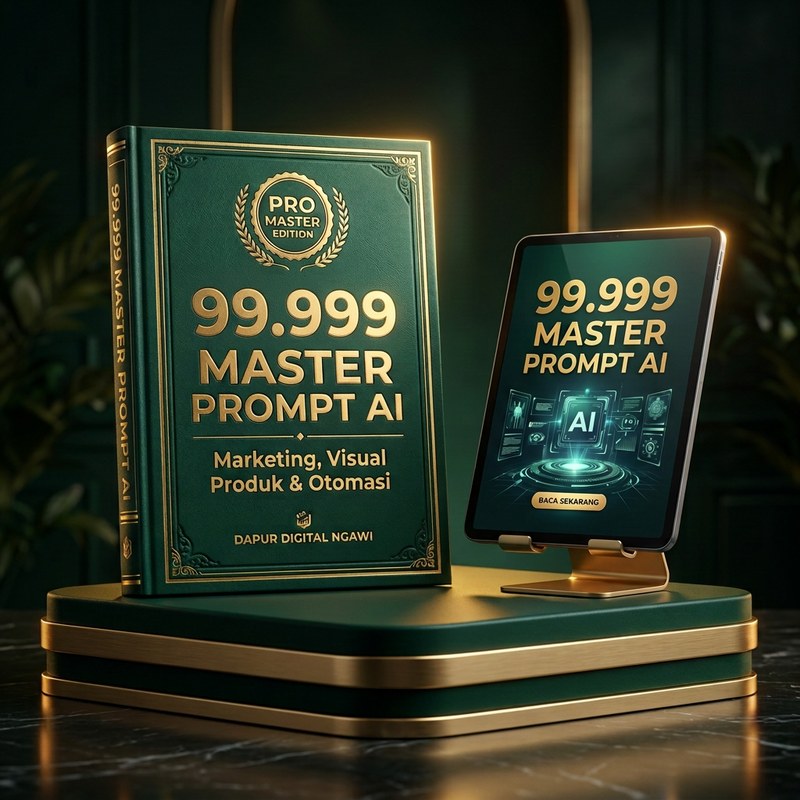 PRO
MASTER
EDITION
99.999
MASTER
PROMPT AI
Marketing, Visual
Produk & Otomasi
DAPUR DIGITAL NGAWI
99.999 MASTER PROMPT AI
99.999
MASTER
PROMPT AI
AI
BACA SEKARANG